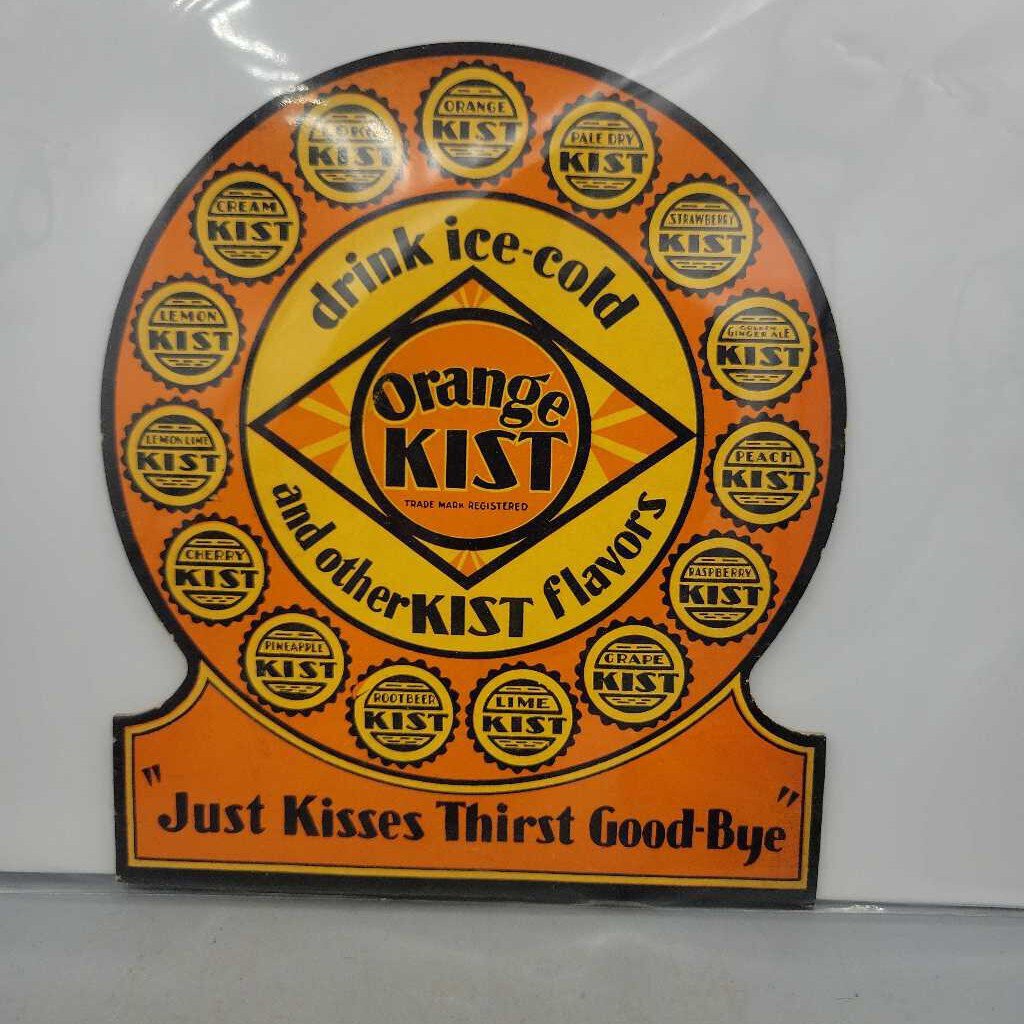 drink ice-cold
Orange
KIST
TRADE MARK REGISTERED
and other KIST flavors
ORANGE
KIST
PALE DRY
KIST
STRAWBERRY
KIST
GOLDEN
GINGER ALE
KIST
PEACH
KIST
RASPBERRY
KIST
GRAPE
KIST
LIME
KIST
ROOT BEER
KIST
PINEAPPLE
KIST
CHERRY
KIST
LEMON LIME
KIST
LEMON
KIST
CREAM
KIST
KIST
"Just Kisses Thirst Good-Bye"